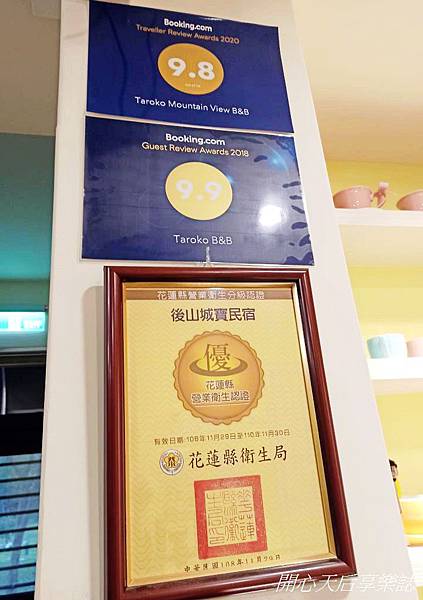 Booking.com
Traveller Review Awards 2020
9.8
Taroko Mountain View B&B
Booking.com
Guest Review Awards 2018
9.9
Taroko B&B
花蓮縣營業衛生分級認證
後山城寶民宿
優
花蓮縣
營業衛生認證
有效日期:108年11月29日至110年11月30日
花蓮縣衛生局
中華民國108年11月29日
開心天后享樂誌